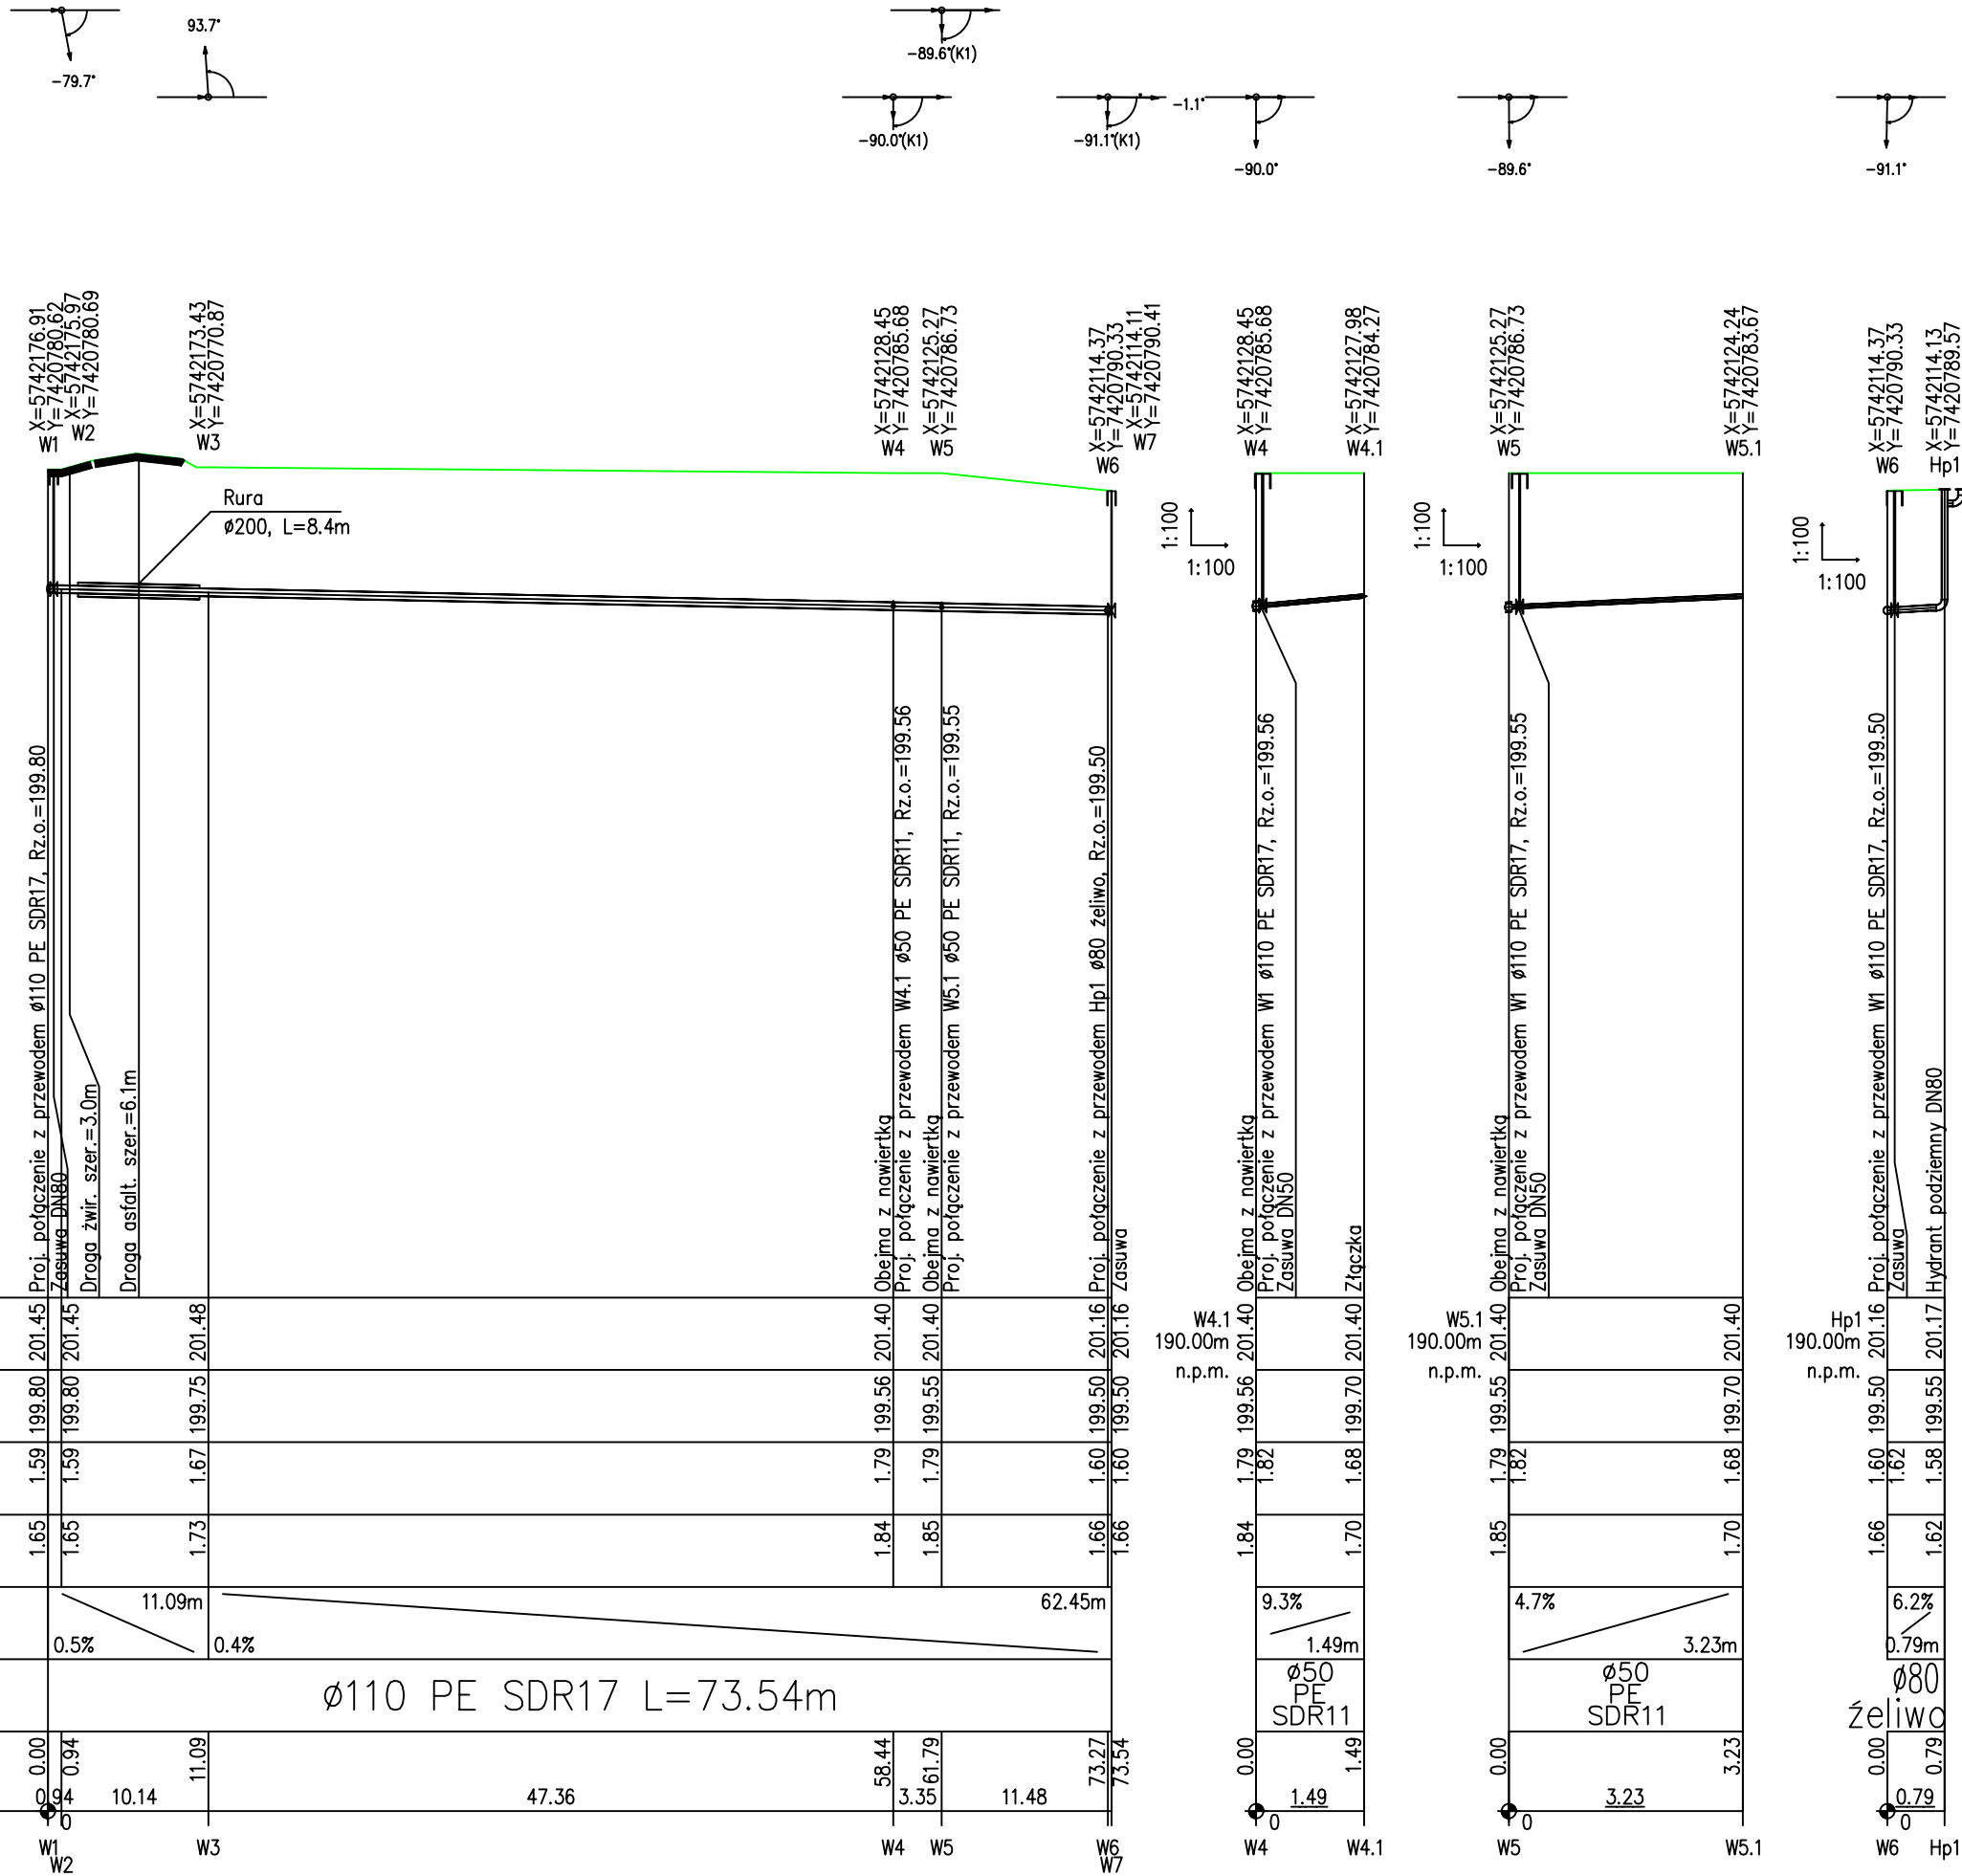 -79.7°
93.7°
-89.6°(K1)
-90.0°(K1)
-91.1°(K1)
-1.1°
-90.0°
-89.6°
-91.1°
X=5742176.91
Y=7420780.62
W1
X=5742175.97
Y=7420780.69
W2
X=5742173.43
Y=7420770.87
W3
X=5742128.45
Y=7420785.68
W4
X=5742125.27
Y=7420786.73
W5
X=5742114.37
Y=7420790.33
W6
X=5742114.11
Y=7420790.41
W7
X=5742128.45
Y=7420785.68
W4
X=5742127.98
Y=7420784.27
W4.1
X=5742125.27
Y=7420786.73
W5
X=5742124.24
Y=7420783.67
W5.1
X=5742114.37
Y=7420790.33
W6
X=5742114.13
Y=7420789.57
Hp1
Rura
ø200, L=8.4m
1:100
1:100
1:100
1:100
1:100
1:100
Proj. połączenie z przewodem ø110 PE SDR17, Rz.o.=199.80
Zasuwa DN80
Droga żwir. szer.=3.0m
Droga asfalt. szer.=6.1m
Obejma z nawiertką
Proj. połączenie z przewodem W4.1 ø50 PE SDR11, Rz.o.=199.56
Obejma z nawiertką
Proj. połączenie z przewodem W5.1 ø50 PE SDR11, Rz.o.=199.55
Proj. połączenie z przewodem Hp1 ø80 żeliwo, Rz.o.=199.50
Zasuwa
Obejma z nawiertką
Proj. połączenie z przewodem W1 ø110 PE SDR17, Rz.o.=199.56
Zasuwa DN50
Złączka
Obejma z nawiertką
Proj. połączenie z przewodem W1 ø110 PE SDR17, Rz.o.=199.55
Zasuwa DN50
Proj. połączenie z przewodem W1 ø110 PE SDR17, Rz.o.=199.50
Zasuwa
Hydrant podziemny DN80
201.45 201.45 201.48 201.40 201.40 201.16 201.16
W4.1
190.00m
n.p.m.
201.40 201.40
W5.1
190.00m
n.p.m.
201.40 201.40
Hp1
190.00m
n.p.m.
201.16 201.17
199.80 199.80 199.75 199.56 199.55 199.50 199.50 199.56 199.70 199.55 199.70 199.50 199.55
1.59 1.59 1.67 1.79 1.79 1.60 1.60 1.79 1.82 1.68 1.79 1.82 1.68 1.60 1.62 1.58
1.65 1.65 1.73 1.84 1.85 1.66 1.66 1.84 1.70 1.85 1.70 1.66 1.62
11.09m 62.45m 9.3% 4.7% 6.2%
0.5% 0.4% 1.49m 3.23m 0.79m
ø110 PE SDR17 L=73.54m
ø50
PE
SDR11
ø50
PE
SDR11
ø80
żeliwo
0.00 0.94 11.09 58.44 61.79 73.27 73.54 0.00 1.49 0.00 3.23 0.00 0.79
0.94 10.14 47.36 3.35 11.48 1.49 3.23 0.79
0 0 0 0
W1 W2 W3 W4 W5 W6 W7 W4 W4.1 W5 W5.1 W6 Hp1